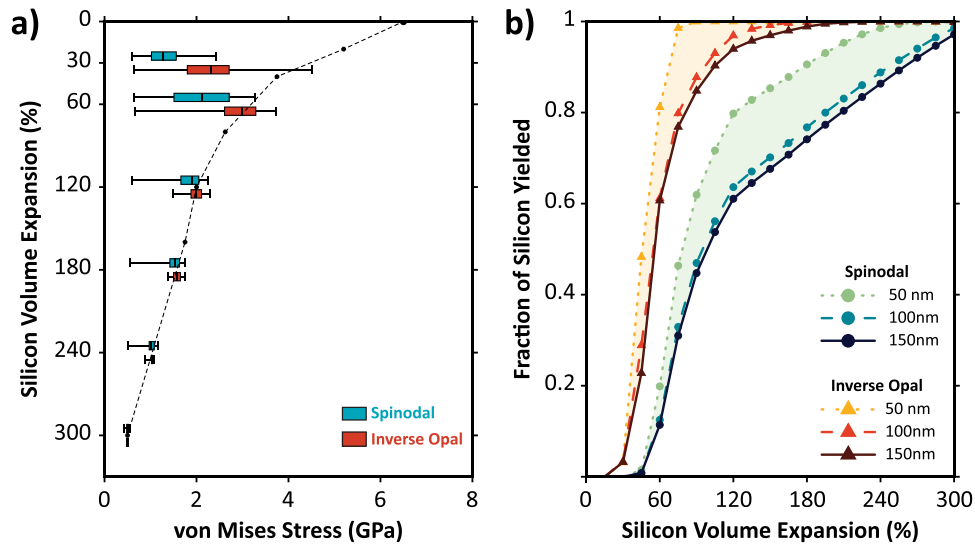 a)
0
30
60
120
180
240
300
Silicon Volume Expansion (%)
Spinodal
Inverse Opal
0
2
4
6
8
von Mises Stress (GPa)
b)
1
0.8
0.6
0.4
0.2
Fraction of Silicon Yielded
Spinodal
50 nm
100nm
150nm
Inverse Opal
50 nm
100nm
150nm
0
60
120
180
240
300
Silicon Volume Expansion (%)